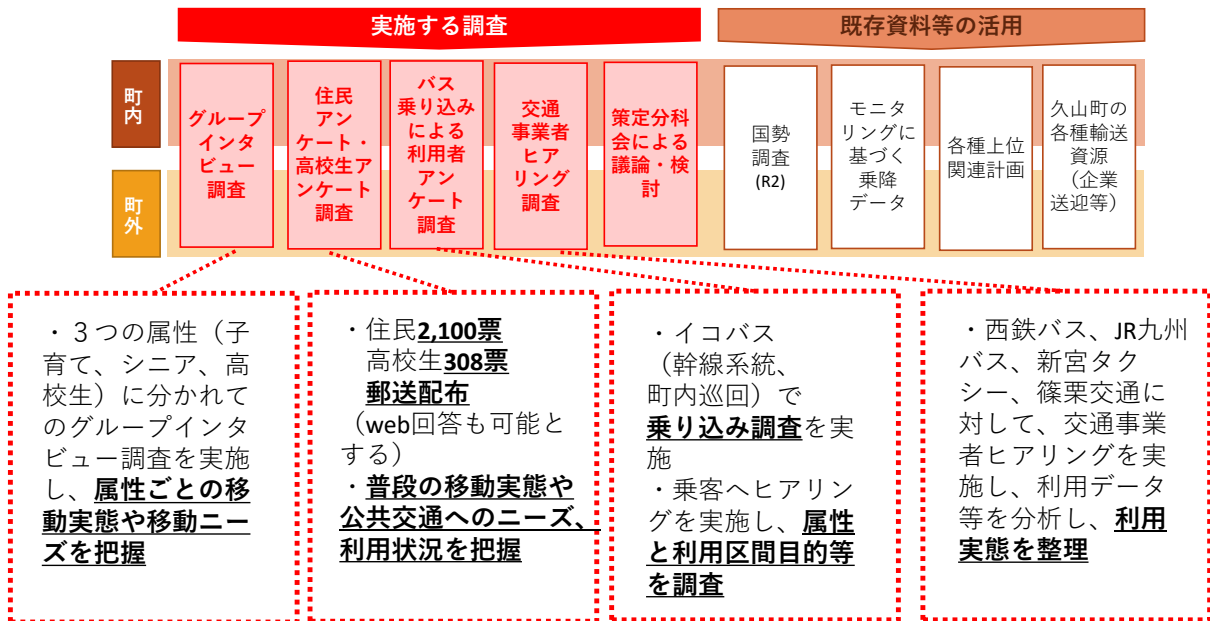 実施する調査
既存資料等の活用
町
内
町
外
グループ
インタ
ビュー
調査
住民
アン
ケート・
高校生ア
ンケート
調査
バス
乗り込み
による
利用者
アン
ケート
調査
交通
事業者
ヒア
リング
調査
策定分科
会による
議論・検
討
国勢
調査
(R2)
モニタ
リングに
基づく
乗降
データ
各種上位
関連計画
久山町の
各種輸送
資源
（企業
送迎等）
・３つの属性（子
育て、シニア、高
校生）に分かれて
のグループインタ
ビュー調査を実施
し、属性ごとの移
動実態や移動ニー
ズを把握
・住民2,100票
高校生308票
郵送配布
（web回答も可能と
する）
・普段の移動実態や
公共交通へのニーズ、
利用状況を把握
・イコバス
（幹線系統、
町内巡回）で
乗り込み調査を実
施
・乗客へヒアリン
グを実施し、属性
と利用区間目的等
を調査
・西鉄バス、JR九州
バス、新宮タク
シー、篠栗交通に
対して、交通事業
者ヒアリングを実
施し、利用データ
等を分析し、利用
実態を整理